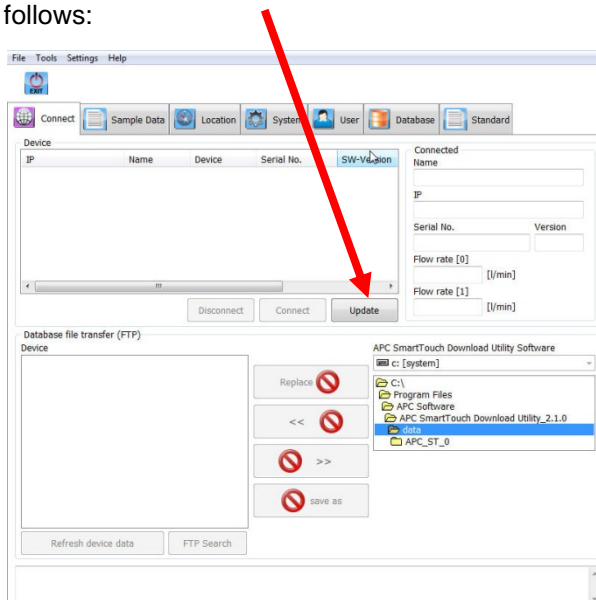 follows:
File Tools Settings Help
EXIT
Connect Sample Data Location System User Database Standard
Device
IP Name Device Serial No. SW-Version
Connected
Name
IP
Serial No. Version
Flow rate [0]
[l/min]
Flow rate [1]
[l/min]
Disconnect Connect Update
Database file transfer (FTP)
Device
APC SmartTouch Download Utility Software
c: [system]
Replace
<<
>>
save as
C:\
Program Files
APC Software
APC SmartTouch Download Utility_2.1.0
data
APC_ST_0
Refresh device data FTP Search